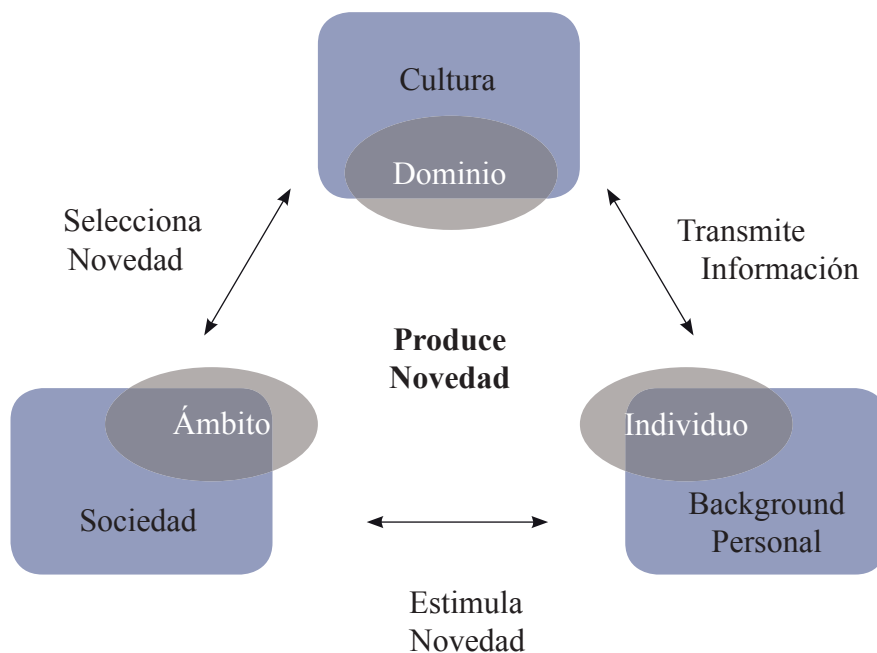 Cultura
Dominio
Selecciona
Novedad
Transmite
Información
Produce
Novedad
Ámbito
Individuo
Sociedad
Background
Personal
Estimula
Novedad